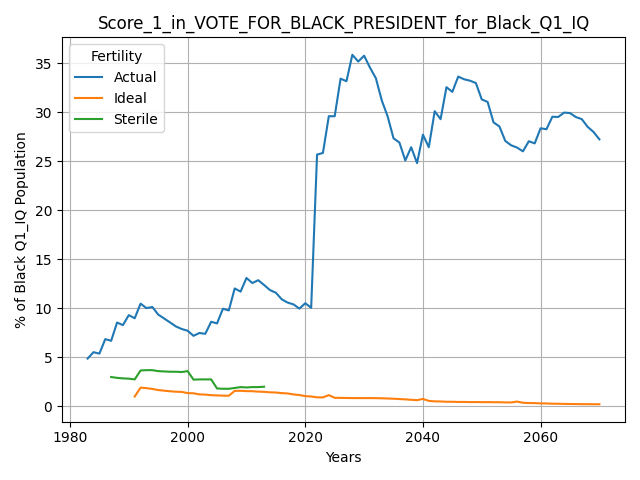 Score_1_in_VOTE_FOR_BLACK_PRESIDENT_for_Black_Q1_IQ
Fertility
Actual
Ideal
Sterile
% of Black Q1_IQ Population
35
30
25
20
15
10
5
0
1980 2000 2020 2040 2060
Years